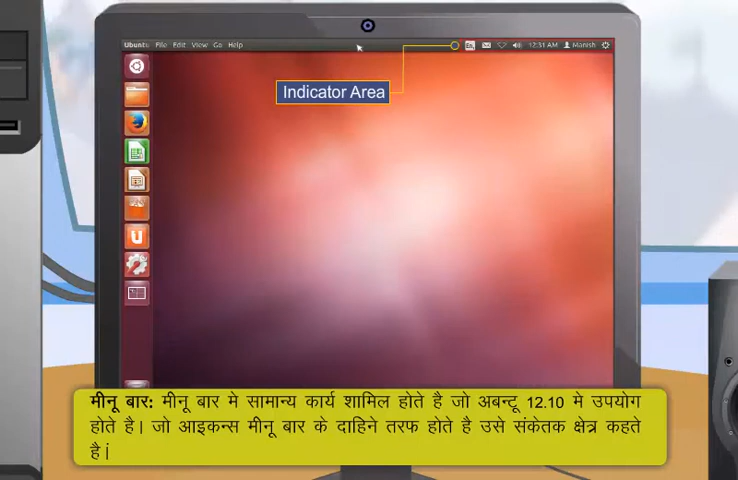 Ubuntu File Edit View Go Help En 12:31 AM Manish
Indicator Area
मीनू बार: मीनू बार मे सामान्य कार्य शामिल होते है जो अबन्टू 12.10 मे उपयोग
होते है। जो आइकन्स मीनू बार के दाहिने तरफ होते है उसे संकेतक क्षेत्र कहते
है।